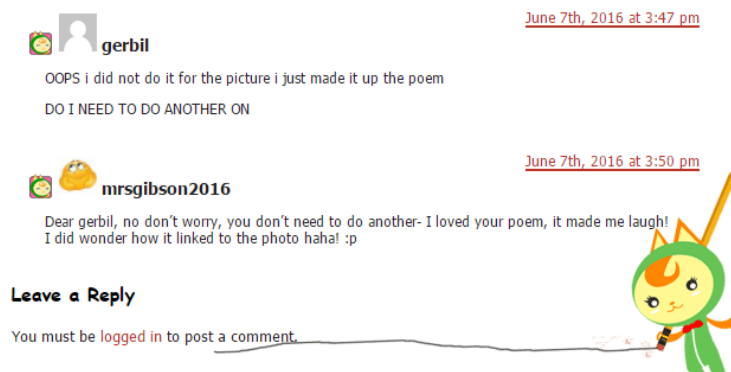 June 7th, 2016 at 3:47 pm
gerbil
OOPS i did not do it for the picture i just made it up the poem
DO I NEED TO DO ANOTHER ON
June 7th, 2016 at 3:50 pm
mrsgibson2016
Dear gerbil, no don't worry, you don't need to do another- I loved your poem, it made me laugh!
I did wonder how it linked to the photo haha! :p
Leave a Reply
You must be logged in to post a comment.